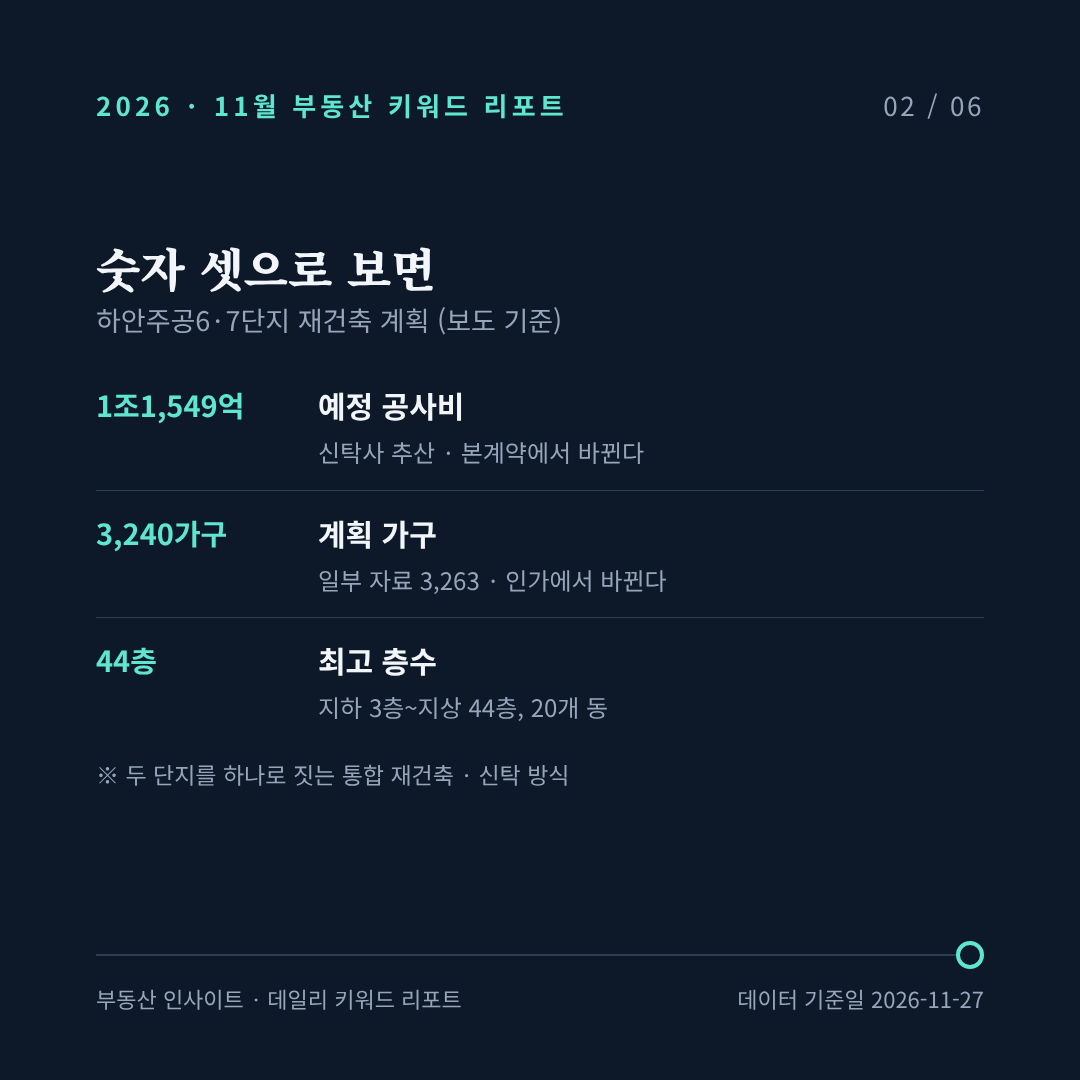 2026 · 11월 부동산 키워드 리포트
02 / 06
숫자 셋으로 보면
하안주공6·7단지 재건축 계획 (보도 기준)
1조1,549억
예정 공사비
신탁사 추산 · 본계약에서 바뀐다
3,240가구
계획 가구
일부 자료 3,263 · 인가에서 바뀐다
44층
최고 층수
지하 3층~지상 44층, 20개 동
※ 두 단지를 하나로 짓는 통합 재건축 · 신탁 방식
부동산 인사이트 · 데일리 키워드 리포트
데이터 기준일 2026-11-27